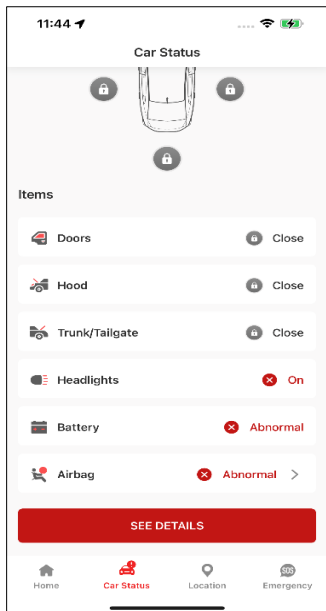 11:44
Car Status
Items
Doors Close
Hood Close
Trunk/Tailgate Close
Headlights On
Battery Abnormal
Airbag Abnormal
SEE DETAILS
Home Car Status Location SOS Emergency